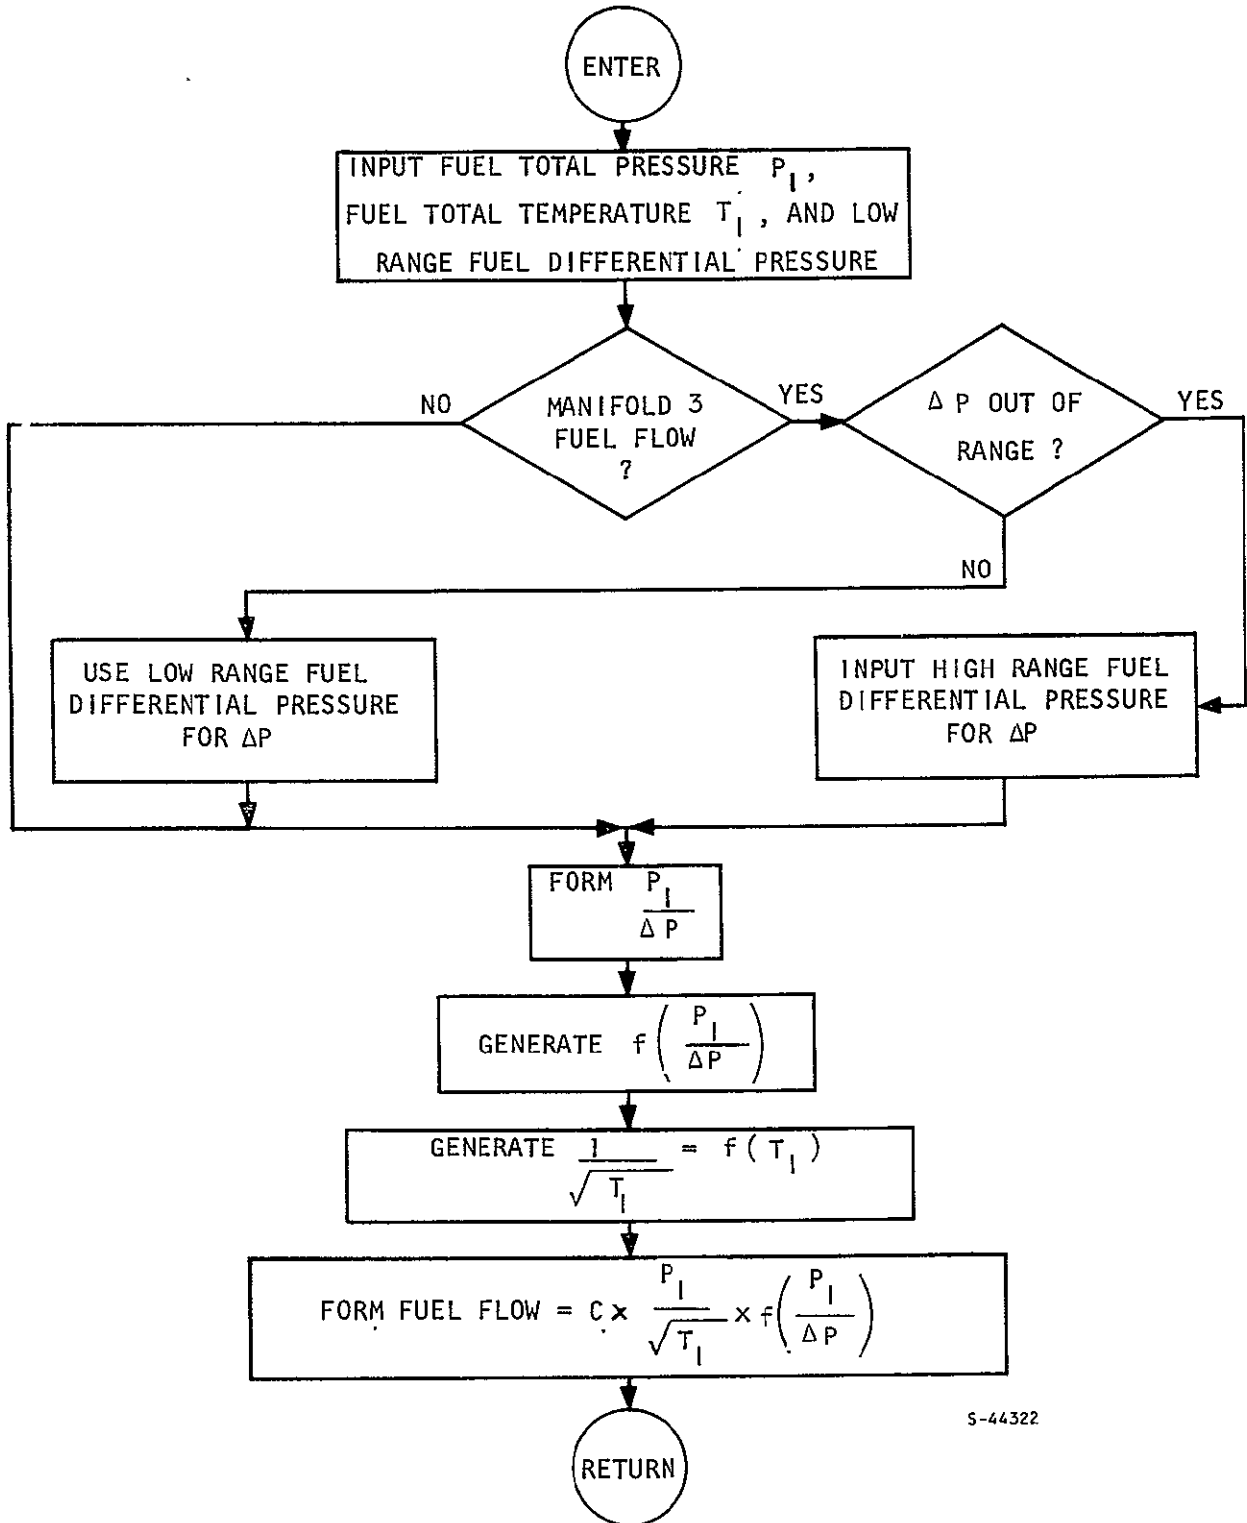 ENTER
INPUT FUEL TOTAL PRESSURE P₁,
FUEL TOTAL TEMPERATURE T₁, AND LOW
RANGE FUEL DIFFERENTIAL PRESSURE
MANIFOLD 3
FUEL FLOW
?
NO
YES
Δ P OUT OF
RANGE ?
YES
NO
USE LOW RANGE FUEL
DIFFERENTIAL PRESSURE
FOR ΔP
INPUT HIGH RANGE FUEL
DIFFERENTIAL PRESSURE
FOR ΔP
FORM P₁/ΔP
GENERATE f(P₁/ΔP)
GENERATE 1/√T₁ = f(T₁)
FORM FUEL FLOW = C × P₁/√T₁ × f(P₁/ΔP)
S-44322
RETURN